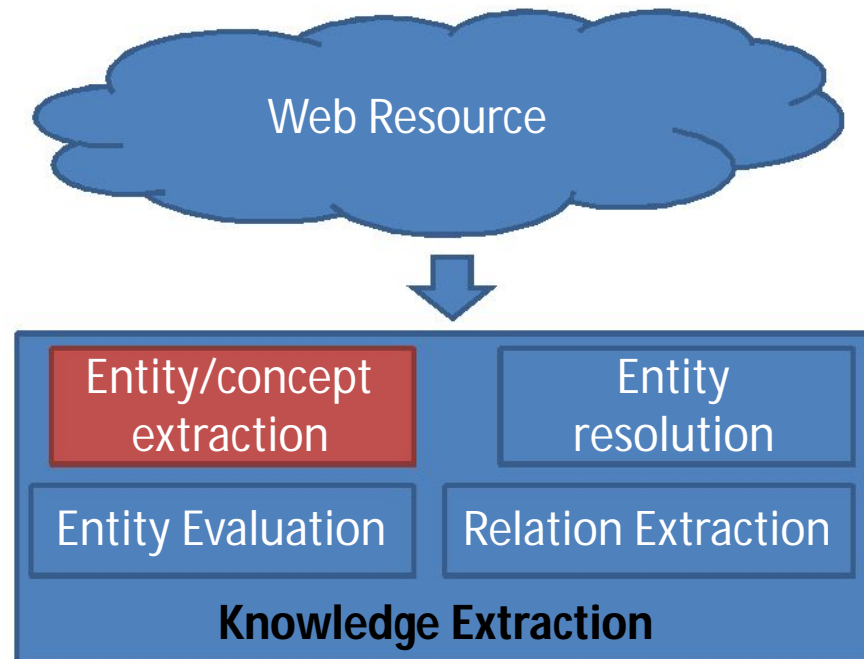 Web Resource
Entity/concept
extraction
Entity
resolution
Entity Evaluation
Relation Extraction
Knowledge Extraction